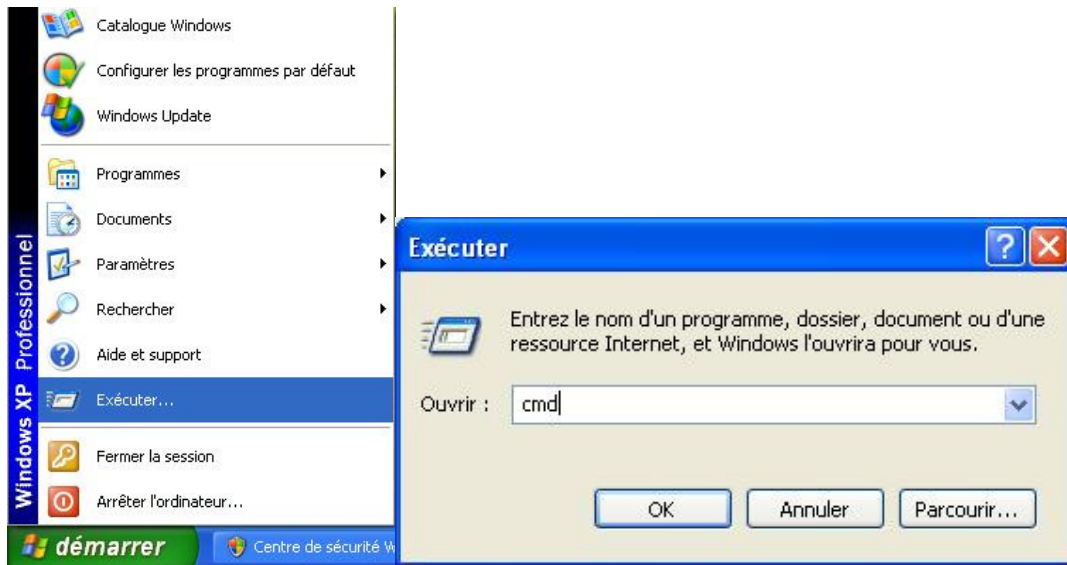 Catalogue Windows
Configurer les programmes par défaut
Windows Update
Programmes
Documents
Paramètres
Rechercher
Aide et support
Exécuter...
Fermer la session
Arrêter l'ordinateur...
Windows XP Professionnel
démarrer
Centre de sécurité W
Exécuter
Entrez le nom d'un programme, dossier, document ou d'une
ressource Internet, et Windows l'ouvrira pour vous.
Ouvrir : cmd
OK Annuler Parcourir...